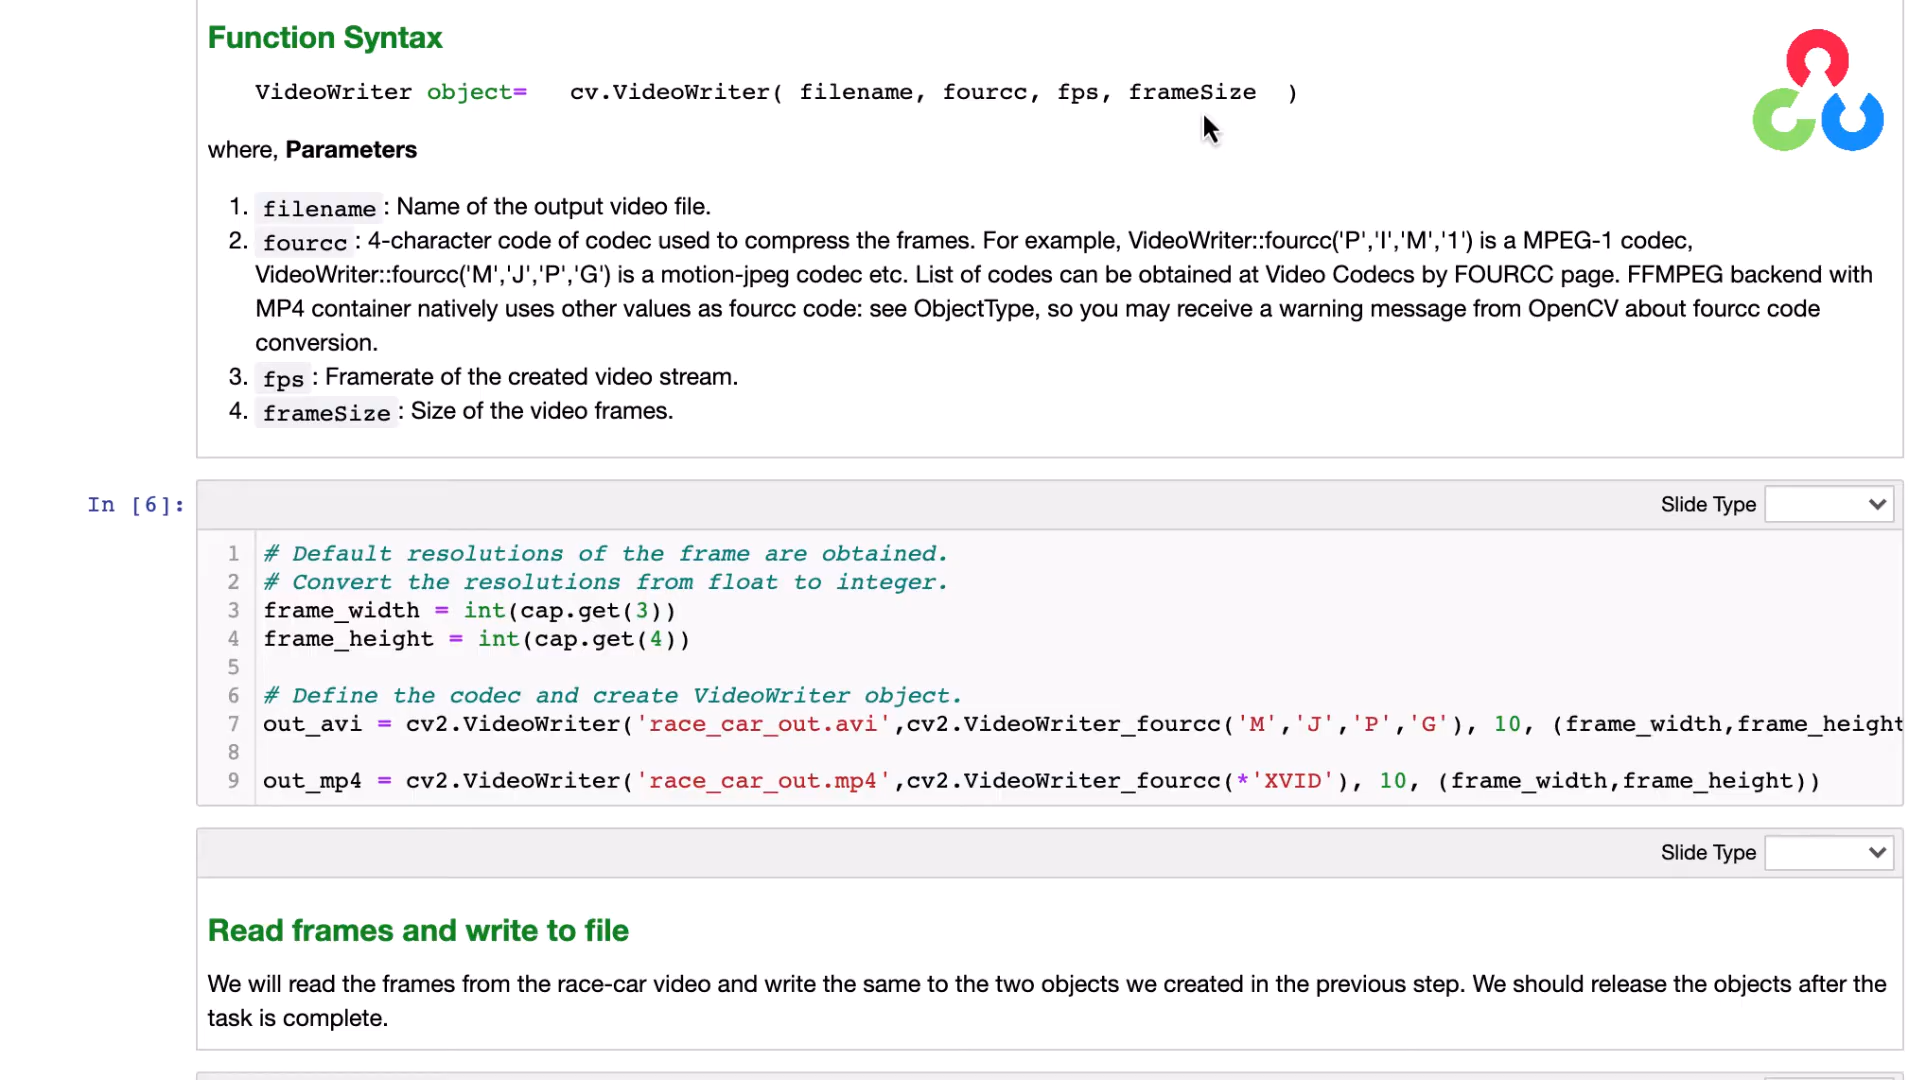 Function Syntax
VideoWriter object= cv.VideoWriter( filename, fourcc, fps, frameSize )
where, Parameters
1. filename : Name of the output video file.
2. fourcc : 4-character code of codec used to compress the frames. For example, VideoWriter::fourcc('P','I','M','1') is a MPEG-1 codec,
VideoWriter::fourcc('M','J','P','G') is a motion-jpeg codec etc. List of codes can be obtained at Video Codecs by FOURCC page. FFMPEG backend with
MP4 container natively uses other values as fourcc code: see ObjectType, so you may receive a warning message from OpenCV about fourcc code
conversion.
3. fps : Framerate of the created video stream.
4. frameSize : Size of the video frames.
In [6]:
Slide Type
1 # Default resolutions of the frame are obtained.
2 # Convert the resolutions from float to integer.
3 frame_width = int(cap.get(3))
4 frame_height = int(cap.get(4))
5
6 # Define the codec and create VideoWriter object.
7 out_avi = cv2.VideoWriter('race_car_out.avi',cv2.VideoWriter_fourcc('M','J','P','G'), 10, (frame_width,frame_height
8
9 out_mp4 = cv2.VideoWriter('race_car_out.mp4',cv2.VideoWriter_fourcc(*'XVID'), 10, (frame_width,frame_height))
Slide Type
Read frames and write to file
We will read the frames from the race-car video and write the same to the two objects we created in the previous step. We should release the objects after the
task is complete.